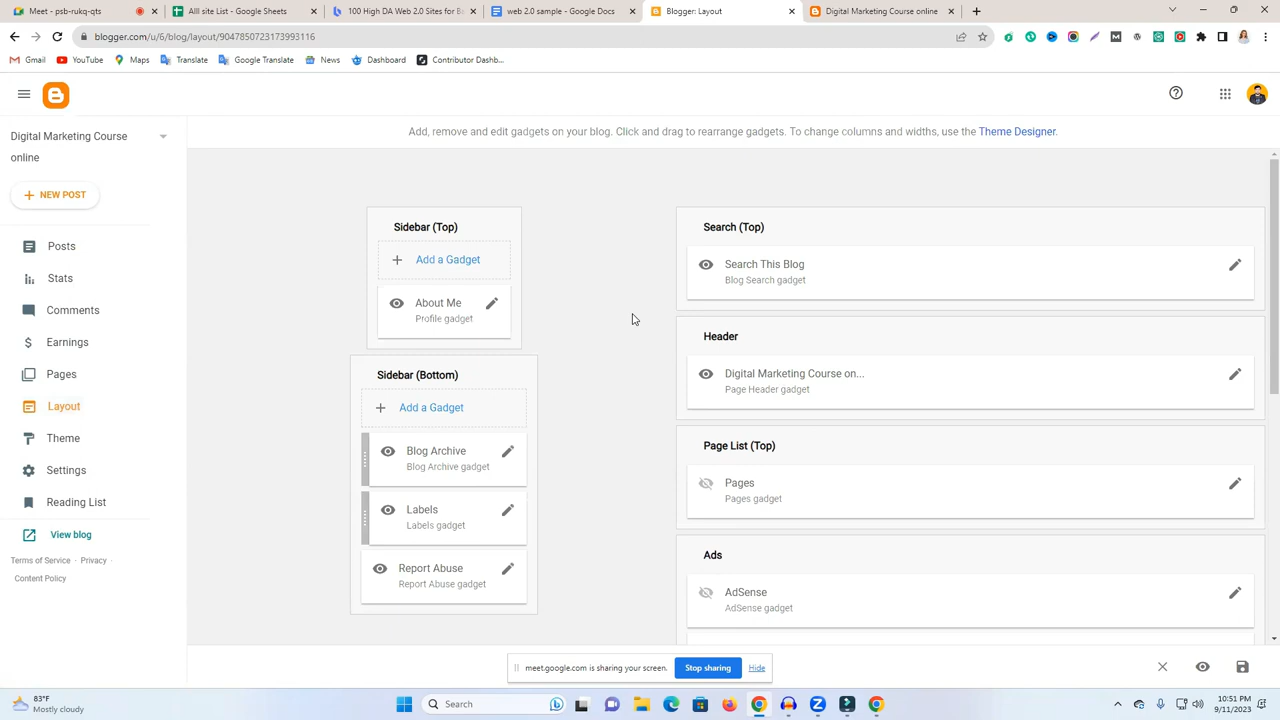 Meet - psb-rukq-qts
Alll site List - Google Sheets
100 High DA Web 2.0 Sites for B
web 2.0 sample - Google Docs
Blogger: Layout
Digital Marketing Course online
blogger.com/u/6/blog/layout/9047850723173993116
Gmail
YouTube
Maps
Translate
Google Translate
News
Dashboard
Contributor Dashb...
Digital Marketing Course
online
NEW POST
Posts
Stats
Comments
Earnings
Pages
Layout
Theme
Settings
Reading List
View blog
Terms of Service · Privacy ·
Content Policy
Add, remove and edit gadgets on your blog. Click and drag to rearrange gadgets. To change columns and widths, use the Theme Designer.
Sidebar (Top)
Add a Gadget
About Me
Profile gadget
Sidebar (Bottom)
Add a Gadget
Blog Archive
Blog Archive gadget
Labels
Labels gadget
Report Abuse
Report Abuse gadget
Search (Top)
Search This Blog
Blog Search gadget
Header
Digital Marketing Course on...
Page Header gadget
Page List (Top)
Pages
Pages gadget
Ads
AdSense
AdSense gadget
meet.google.com is sharing your screen.
Stop sharing
Hide
83°F
Mostly cloudy
Search
10:51 PM
9/11/2023